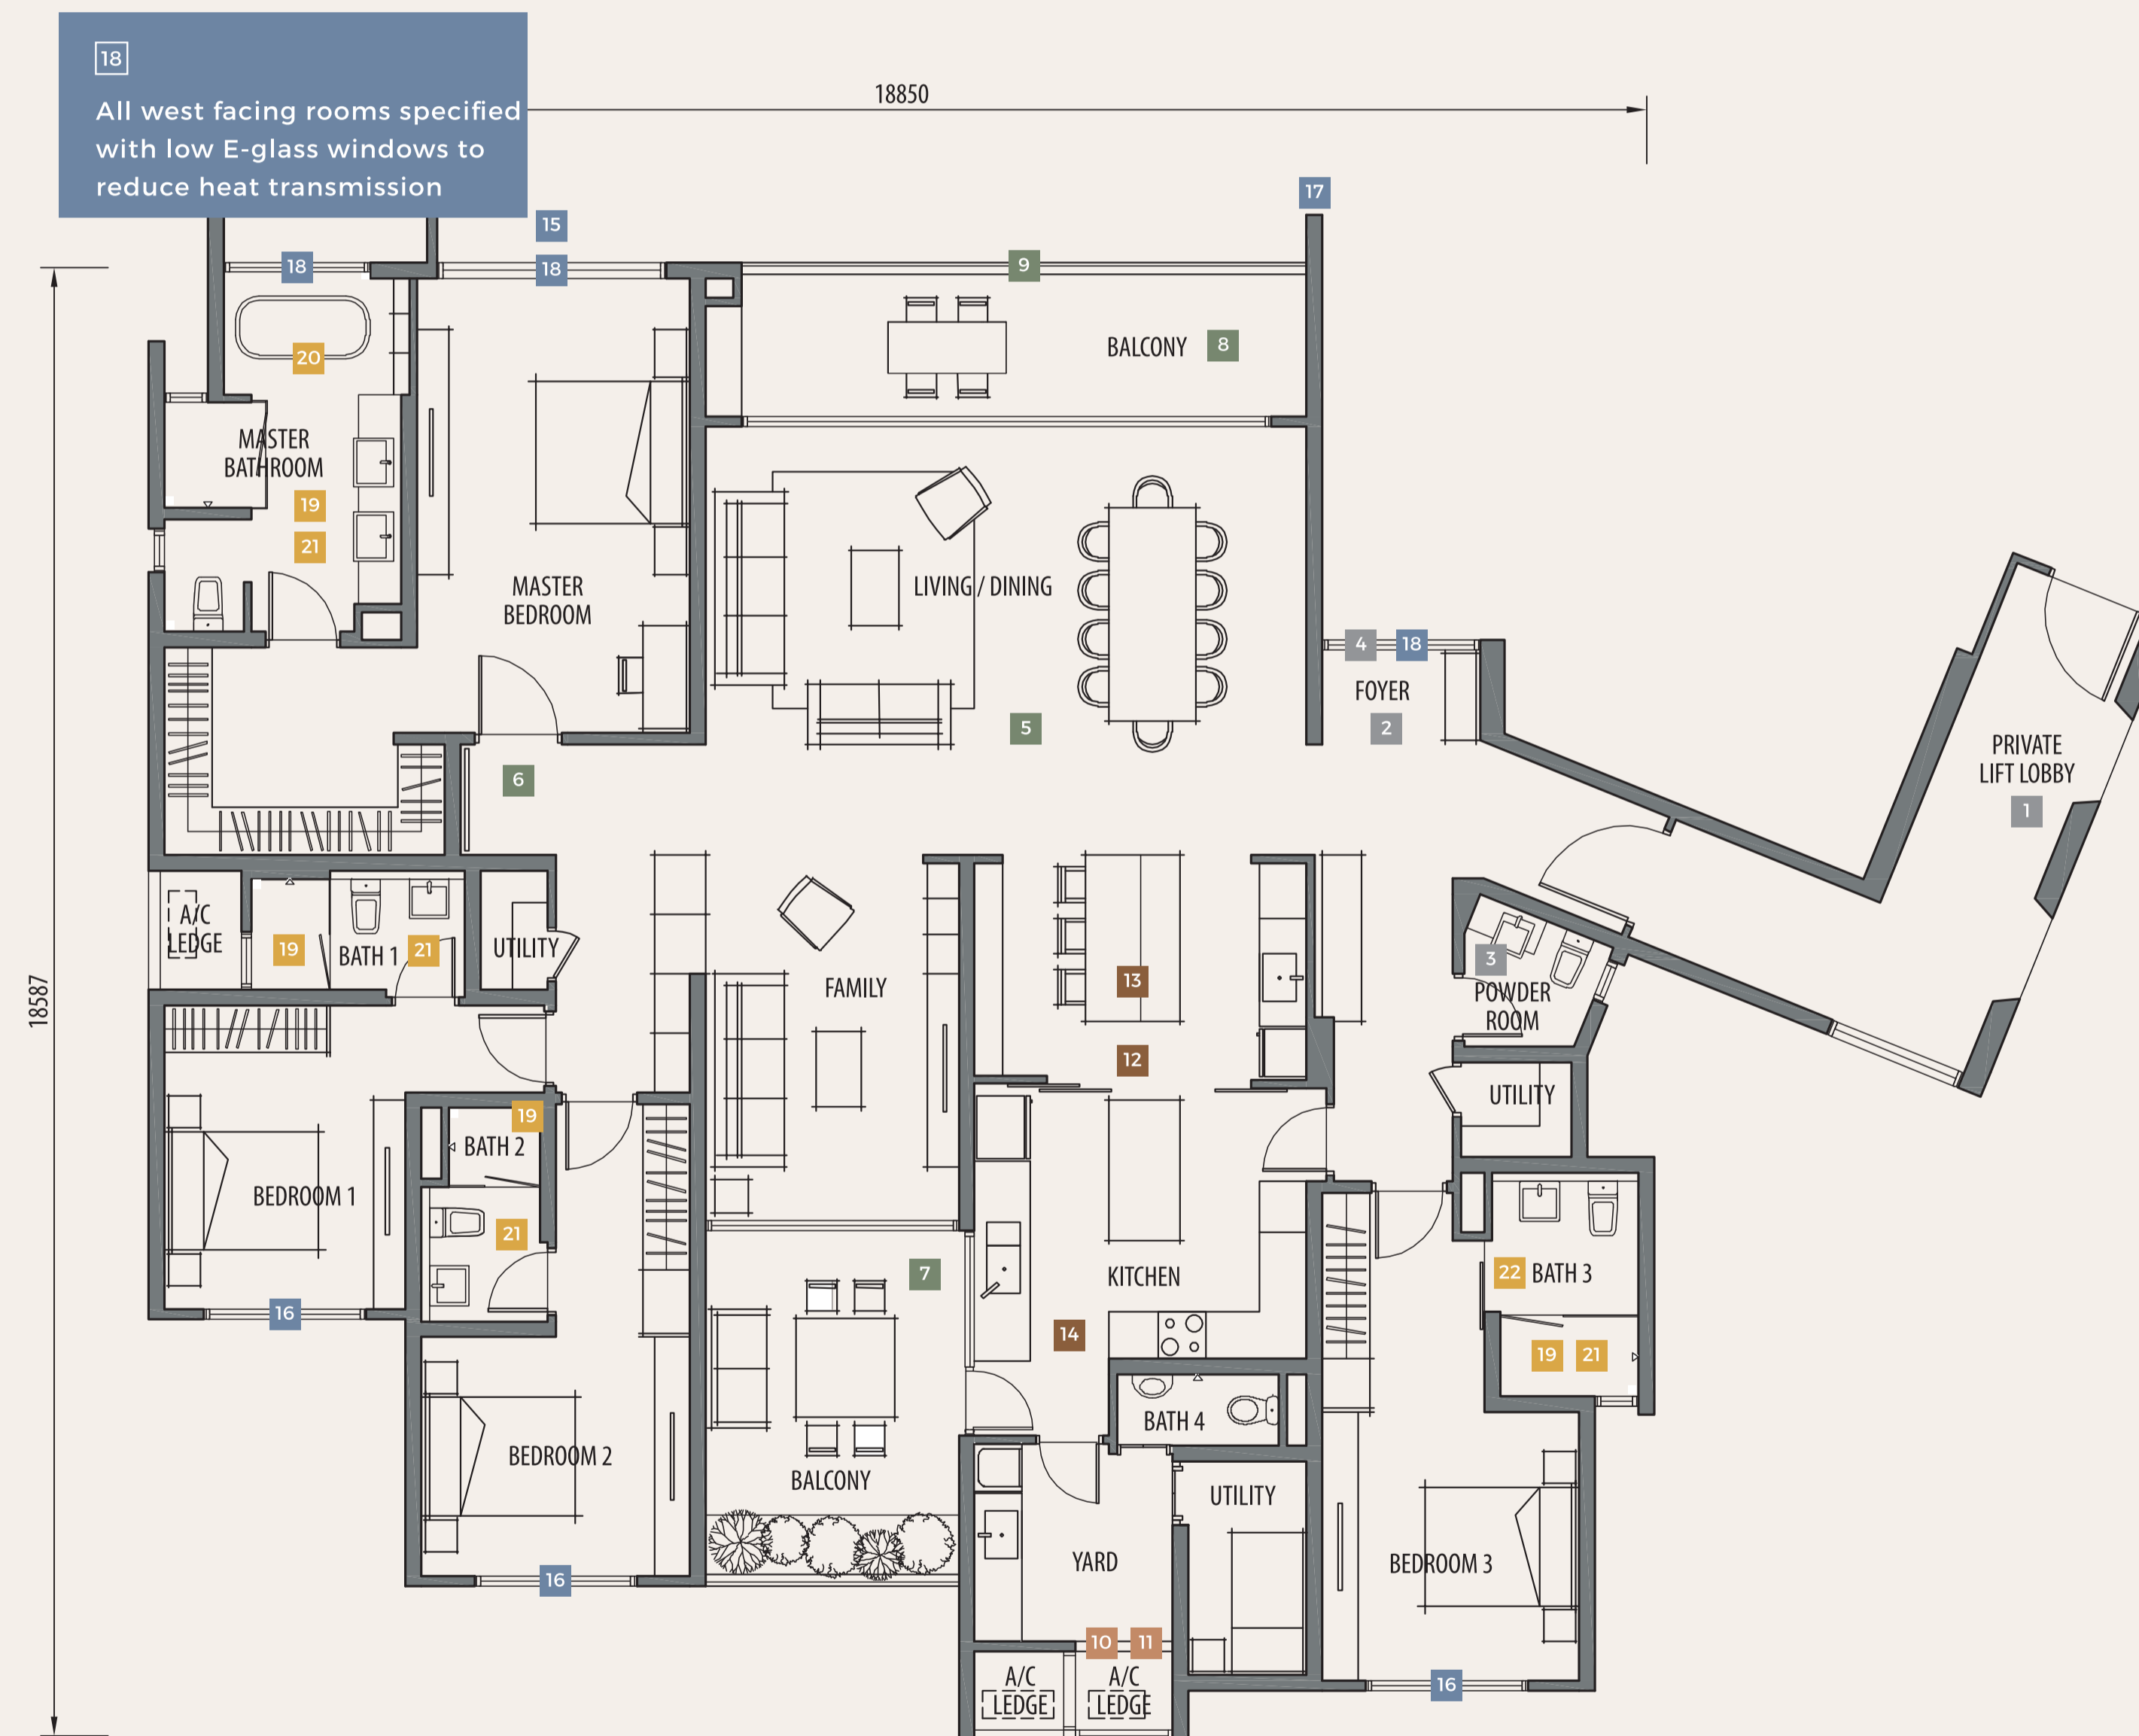 18
All west facing rooms specified
with low E-glass windows to
reduce heat transmission
18850
17
15
18
18
9
20
BALCONY 8
MASTER
BATHROOM
19
21
MASTER
BEDROOM
LIVING / DINING
4 18
FOYER
2
5
6
PRIVATE
LIFT LOBBY
1
A/C
LEDGE
19
BATH 1 21
UTILITY
FAMILY
13
12
3
POWDER
ROOM
UTILITY
18587
19
BATH 2
21
BEDROOM 1
16
7
KITCHEN
14
22 BATH 3
19 21
BATH 4
BEDROOM 2
16
BALCONY
UTILITY
YARD
BEDROOM 3
10 11
A/C
LEDGE
A/C
LEDGE
16